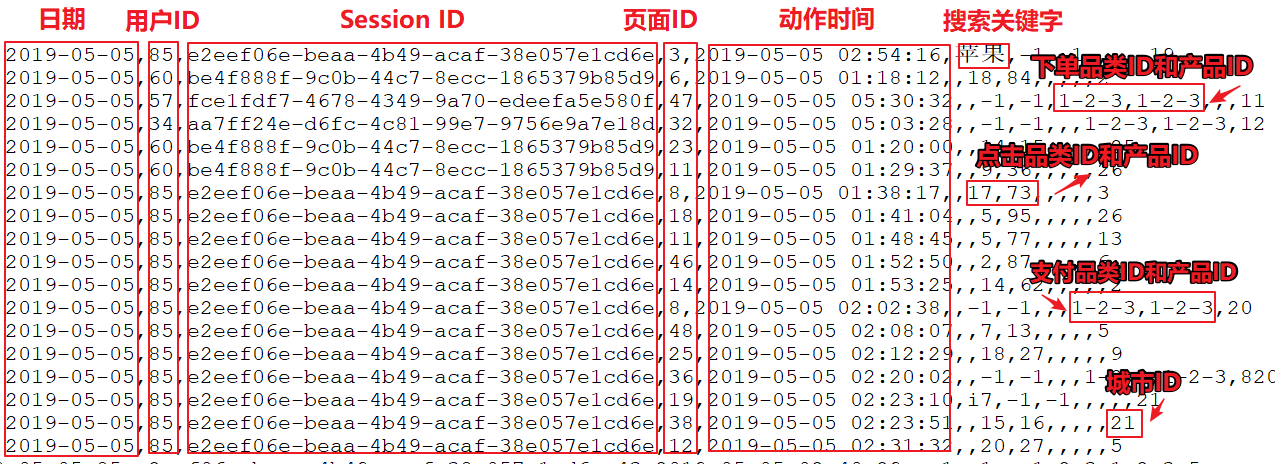 日期 用户ID Session ID 页面ID 动作时间 搜索关键字
2019-05-05,85,e2eef06e-beaa-4b49-acaf-38e057e1cd6e,3,2019-05-05 02:54:16,苹果,-1,-1,,,,,19
下单品类ID和产品ID
2019-05-05,60,be4f888f-9c0b-44c7-8ecc-1865379b85d9,6,2019-05-05 01:18:12,,18,84,,,,,2
2019-05-05,57,fce1fdf7-4678-4349-9a70-edeefa5e580f,47,2019-05-05 05:30:32,,-1,-1,1-2-3,1-2-3,,,11
2019-05-05,34,aa7ff24e-d6fc-4c81-99e7-9756e9a7e18d,32,2019-05-05 05:03:28,,-1,-1,,,1-2-3,1-2-3,12
2019-05-05,60,be4f888f-9c0b-44c7-8ecc-1865379b85d9,23,2019-05-05 01:20:00,,
点击品类ID和产品ID
2019-05-05,60,be4f888f-9c0b-44c7-8ecc-1865379b85d9,11,2019-05-05 01:29:37,,9,36,,,,,26
2019-05-05,85,e2eef06e-beaa-4b49-acaf-38e057e1cd6e,8,2019-05-05 01:38:17,,17,73,,,,,3
2019-05-05,85,e2eef06e-beaa-4b49-acaf-38e057e1cd6e,18,2019-05-05 01:41:04,,5,95,,,,,26
2019-05-05,85,e2eef06e-beaa-4b49-acaf-38e057e1cd6e,11,2019-05-05 01:48:45,,5,77,,,,,13
2019-05-05,85,e2eef06e-beaa-4b49-acaf-38e057e1cd6e,46,2019-05-05 01:52:50,,2,87,,,,,6
支付品类ID和产品ID
2019-05-05,85,e2eef06e-beaa-4b49-acaf-38e057e1cd6e,14,2019-05-05 01:53:25,,14,62,,,,,2
2019-05-05,85,e2eef06e-beaa-4b49-acaf-38e057e1cd6e,8,2019-05-05 02:02:38,,-1,-1,,,1-2-3,1-2-3,20
2019-05-05,85,e2eef06e-beaa-4b49-acaf-38e057e1cd6e,48,2019-05-05 02:08:07,,7,13,,,,,5
2019-05-05,85,e2eef06e-beaa-4b49-acaf-38e057e1cd6e,25,2019-05-05 02:12:29,,18,27,,,,,9
2019-05-05,85,e2eef06e-beaa-4b49-acaf-38e057e1cd6e,36,2019-05-05 02:20:02,,-1,-1,,,1-2-3,1-2-3,820
城市ID
2019-05-05,85,e2eef06e-beaa-4b49-acaf-38e057e1cd6e,19,2019-05-05 02:23:10,i7,-1,-1,,,,,21
2019-05-05,85,e2eef06e-beaa-4b49-acaf-38e057e1cd6e,38,2019-05-05 02:23:51,,15,16,,,,,21
2019-05-05,85,e2eef06e-beaa-4b49-acaf-38e057e1cd6e,12,2019-05-05 02:31:32,,20,27,,,,,5